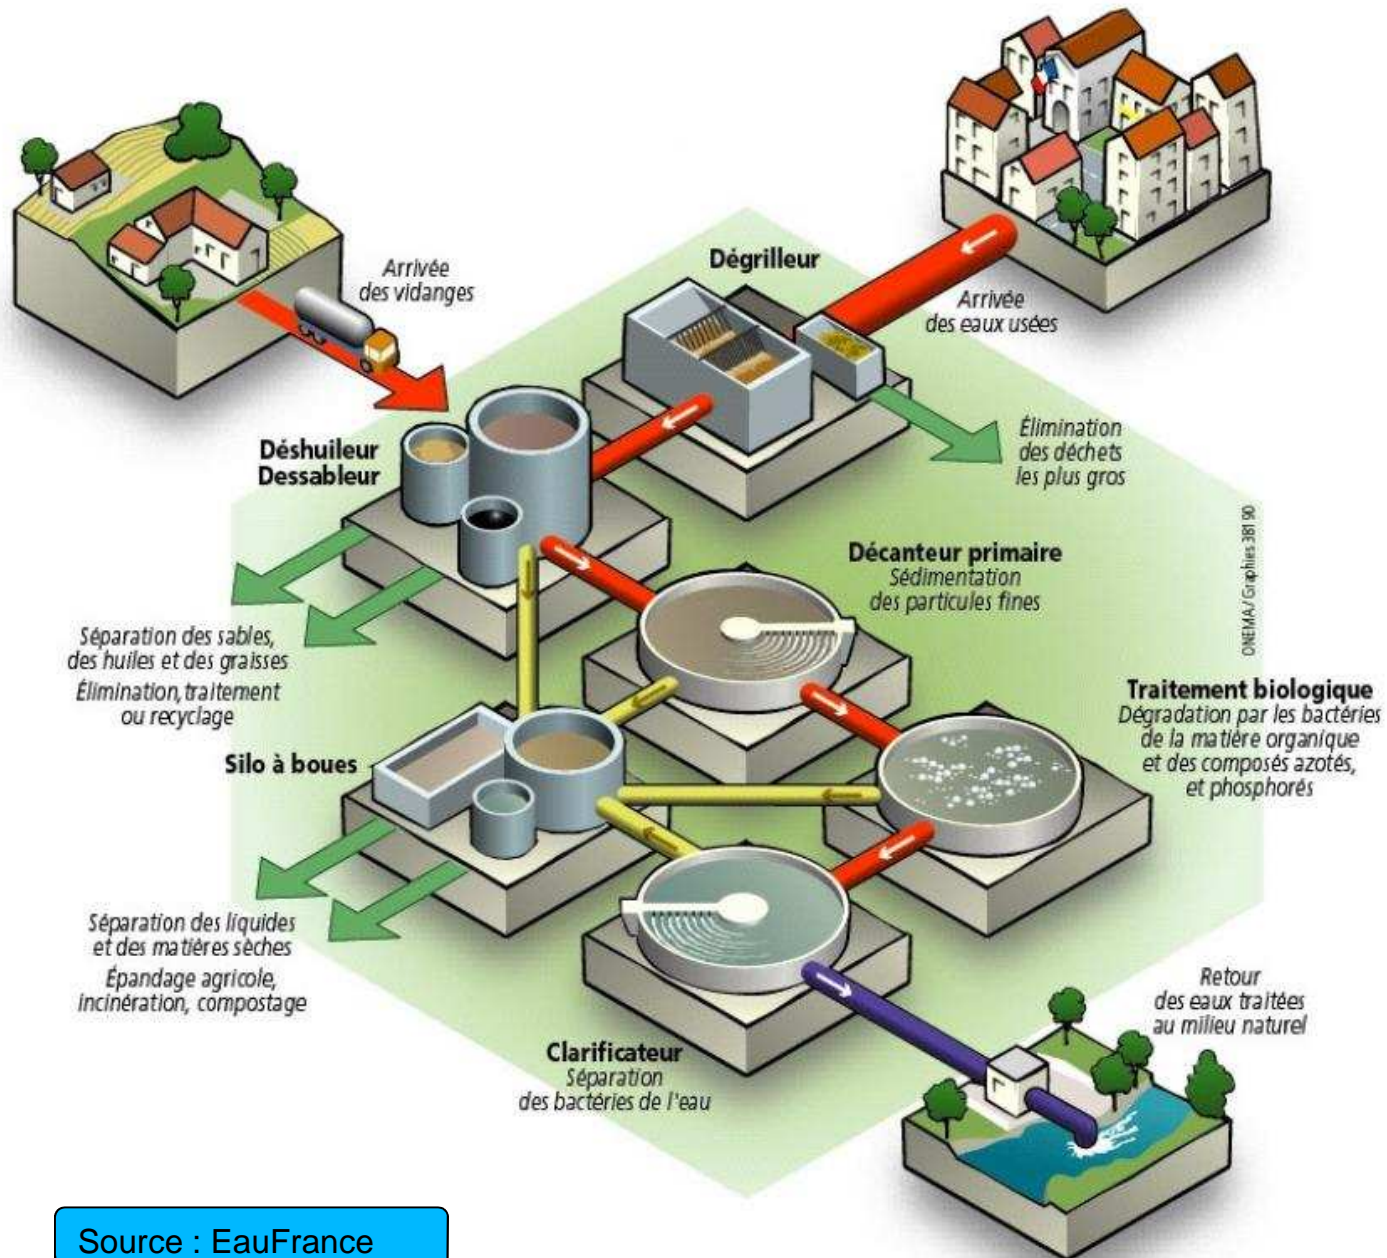 Arrivée
des vidanges
Dégrilleur
Arrivée
des eaux usées
Élimination
des déchets
les plus gros
Déshuileur
Dessableur
Séparation des sables,
des huiles et des graisses
Élimination, traitement
ou recyclage
Décanteur primaire
Sédimentation
des particules fines
ONEMA / Graphies 381 90
Traitement biologique
Dégradation par les bactéries
de la matière organique
et des composés azotés,
et phosphorés
Silo à boues
Séparation des liquides
et des matières sèches
Épandage agricole,
incinération, compostage
Clarificateur
Séparation
des bactéries de l'eau
Retour
des eaux traitées
au milieu naturel
Source : EauFrance